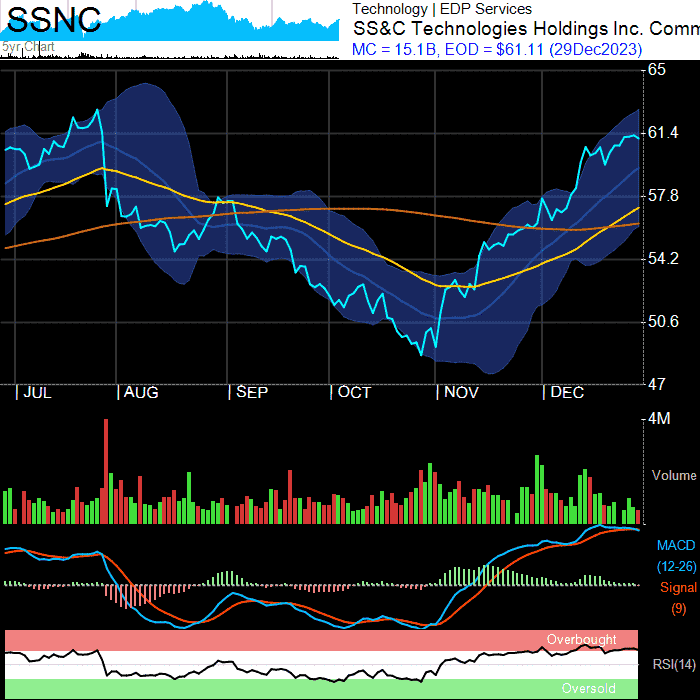 SSNC
5yr Chart
Technology | EDP Services
SS&C Technologies Holdings Inc. Comm
MC = 15.1B, EOD = $61.11 (29Dec2023)
65
61.4
57.8
54.2
50.6
47
JUL AUG SEP OCT NOV DEC
4M
Volume
MACD
(12-26)
Signal
(9)
Overbought
RSI(14)
Oversold